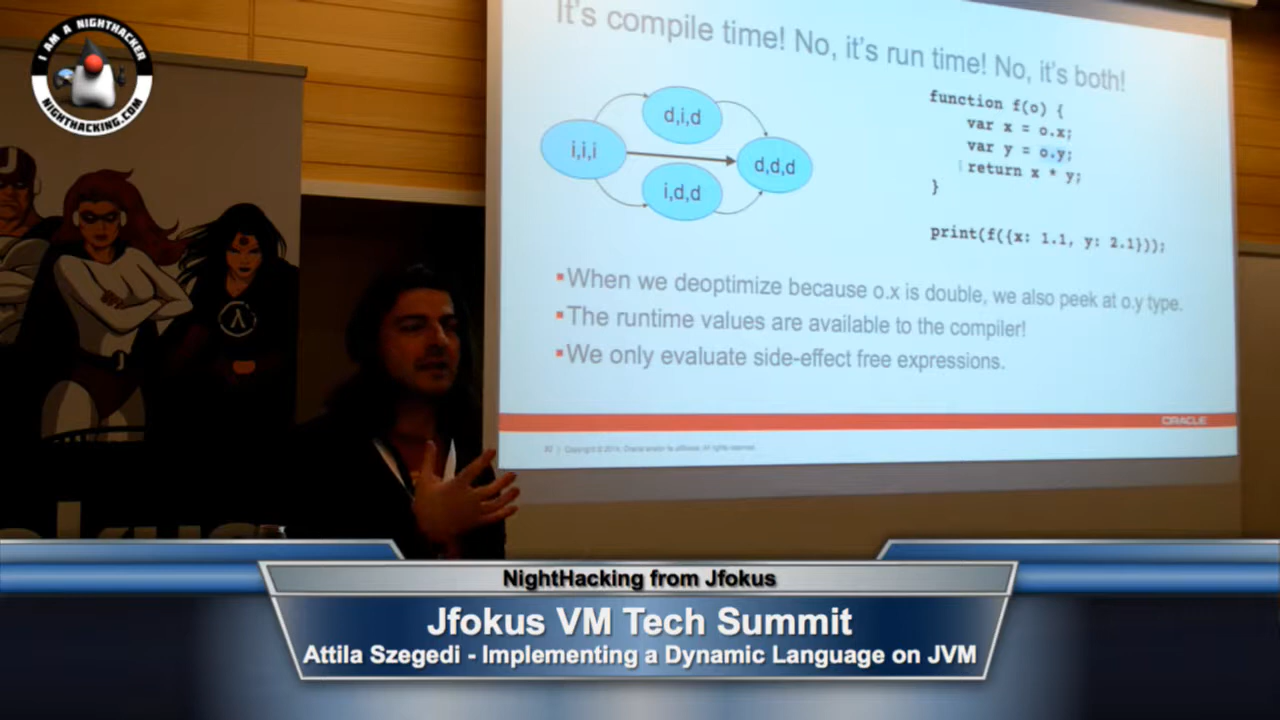 I AM A NIGHTHACKER
NIGHTHACKING.COM
It's compile time! No, it's run time! No, it's both!
i,i,i
d,i,d
i,d,d
d,d,d
function f(o) {
var x = o.x;
var y = o.y;
return x * y;
}
print(f({x: 1.1, y: 2.1}));
▪When we deoptimize because o.x is double, we also peek at o.y type.
▪The runtime values are available to the compiler!
▪We only evaluate side-effect free expressions.
ORACLE
NightHacking from Jfokus
Jfokus VM Tech Summit
Attila Szegedi - Implementing a Dynamic Language on JVM